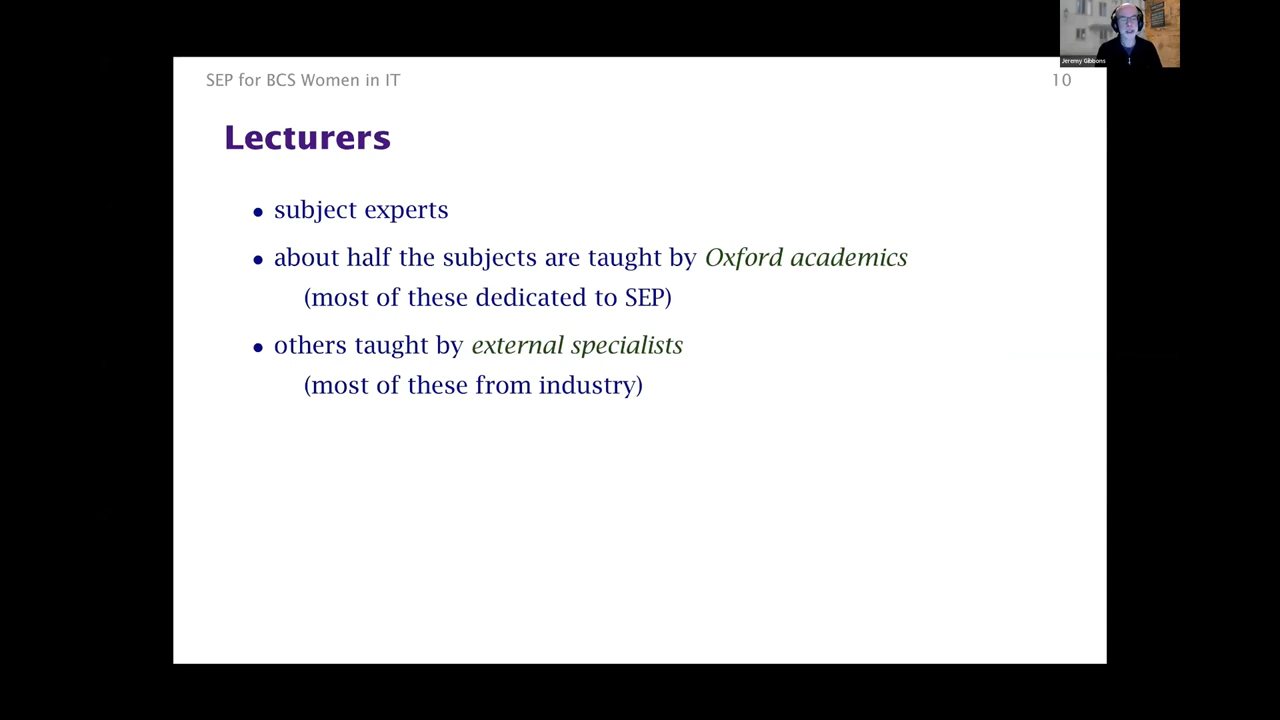 Jeremy Gibbons
SEP for BCS Women in IT 10
Lecturers
• subject experts
• about half the subjects are taught by Oxford academics
(most of these dedicated to SEP)
• others taught by external specialists
(most of these from industry)